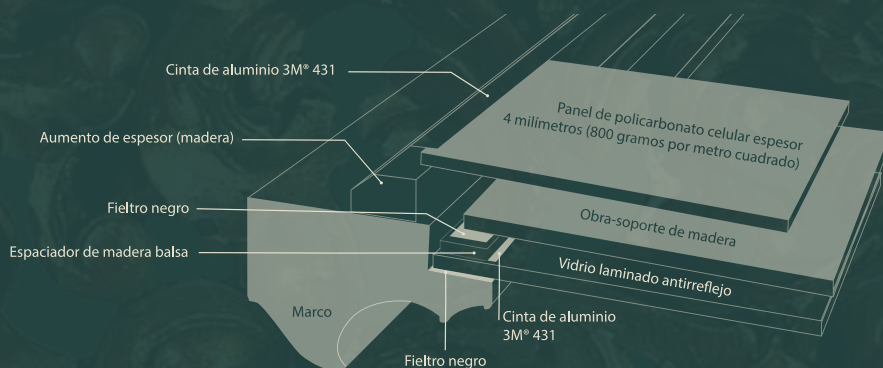 Cinta de aluminio 3M® 431
Panel de policarbonato celular espesor
4 milímetros (800 gramos por metro cuadrado)
Aumento de espesor (madera)
Fieltro negro
Obra-soporte de madera
Espaciador de madera balsa
Vidrio laminado antirreflejo
Marco
Cinta de aluminio
3M® 431
Fieltro negro